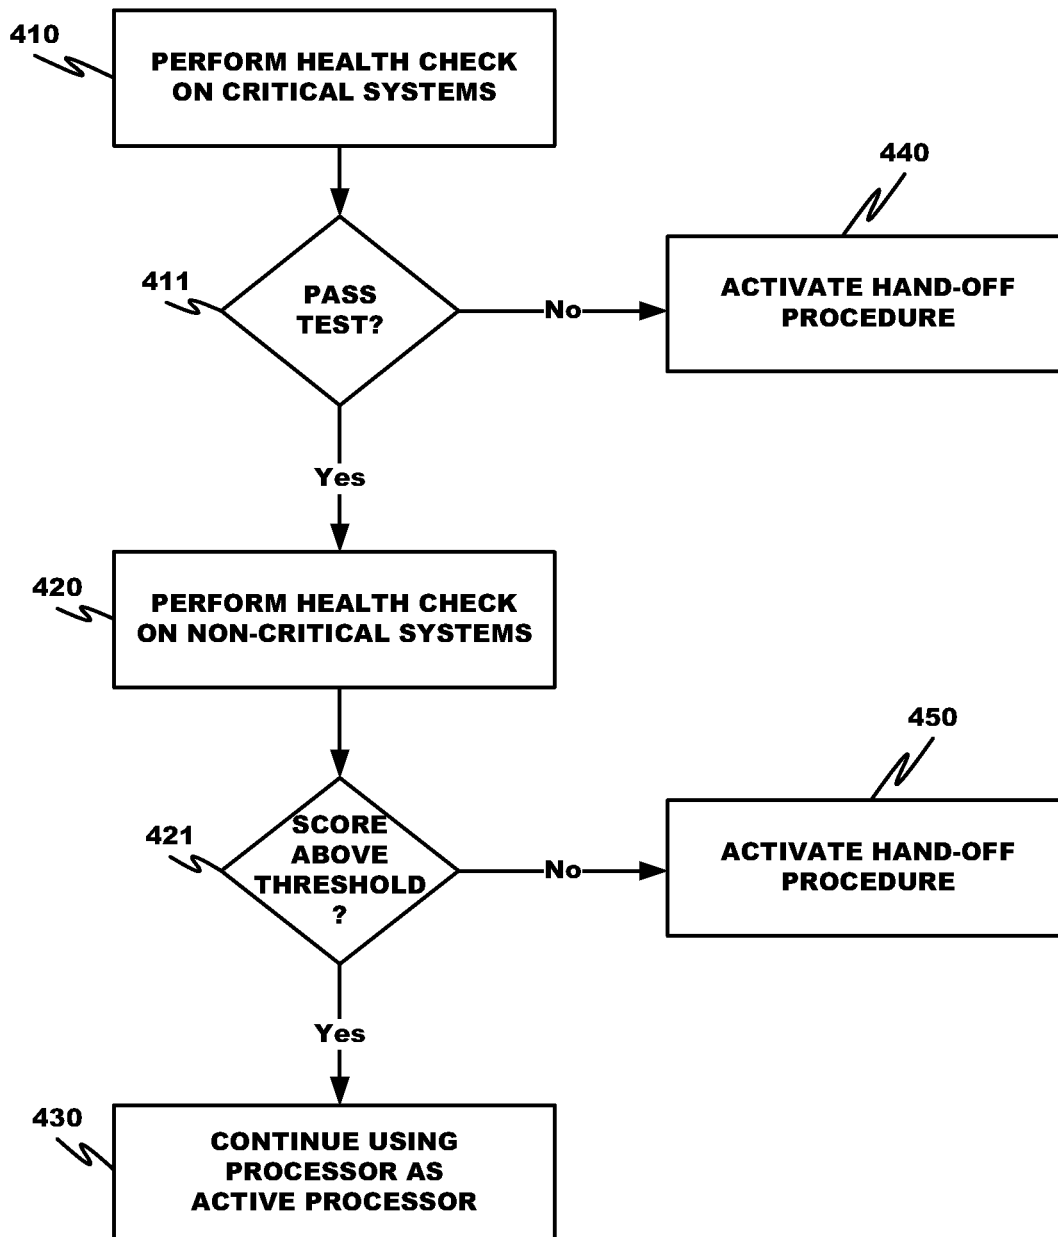 410
PERFORM HEALTH CHECK
ON CRITICAL SYSTEMS
440
411
PASS
TEST?
No
ACTIVATE HAND-OFF
PROCEDURE
Yes
420
PERFORM HEALTH CHECK
ON NON-CRITICAL SYSTEMS
450
421
SCORE
ABOVE
THRESHOLD
?
No
ACTIVATE HAND-OFF
PROCEDURE
Yes
430
CONTINUE USING
PROCESSOR AS
ACTIVE PROCESSOR